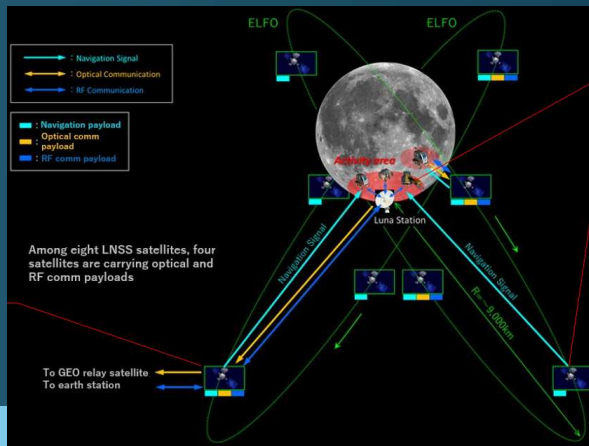 ELFO
ELFO
: Navigation Signal
: Optical Communication
: RF Communication
: Navigation payload
: Optical comm
payload
: RF comm payload
Activity area
Luna Station
Among eight LNSS satellites, four
satellites are carrying optical and
RF comm payloads
Navigation Signal
Navigation Signal
R=~9,000km
To GEO relay satellite
To earth station